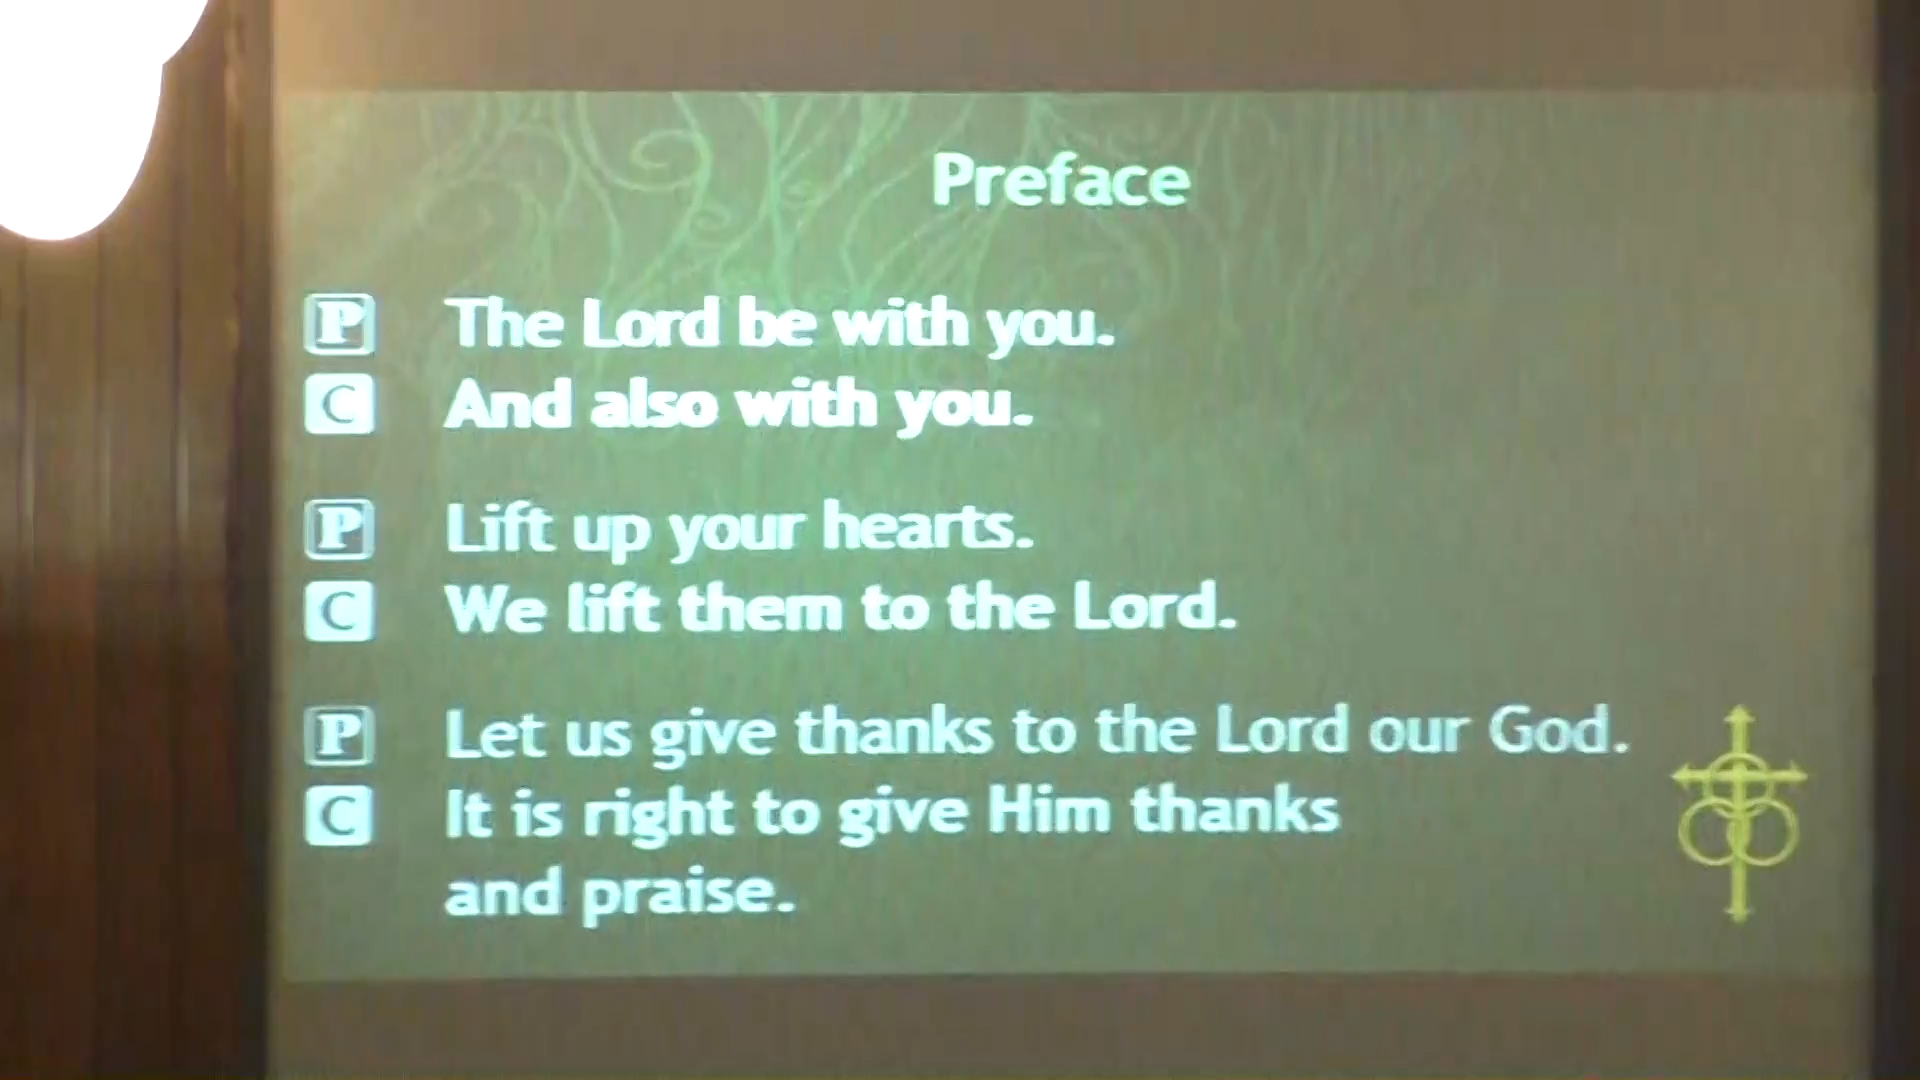 Preface
P The Lord be with you.
C And also with you.
P Lift up your hearts.
C We lift them to the Lord.
P Let us give thanks to the Lord our God.
C It is right to give Him thanks
and praise.